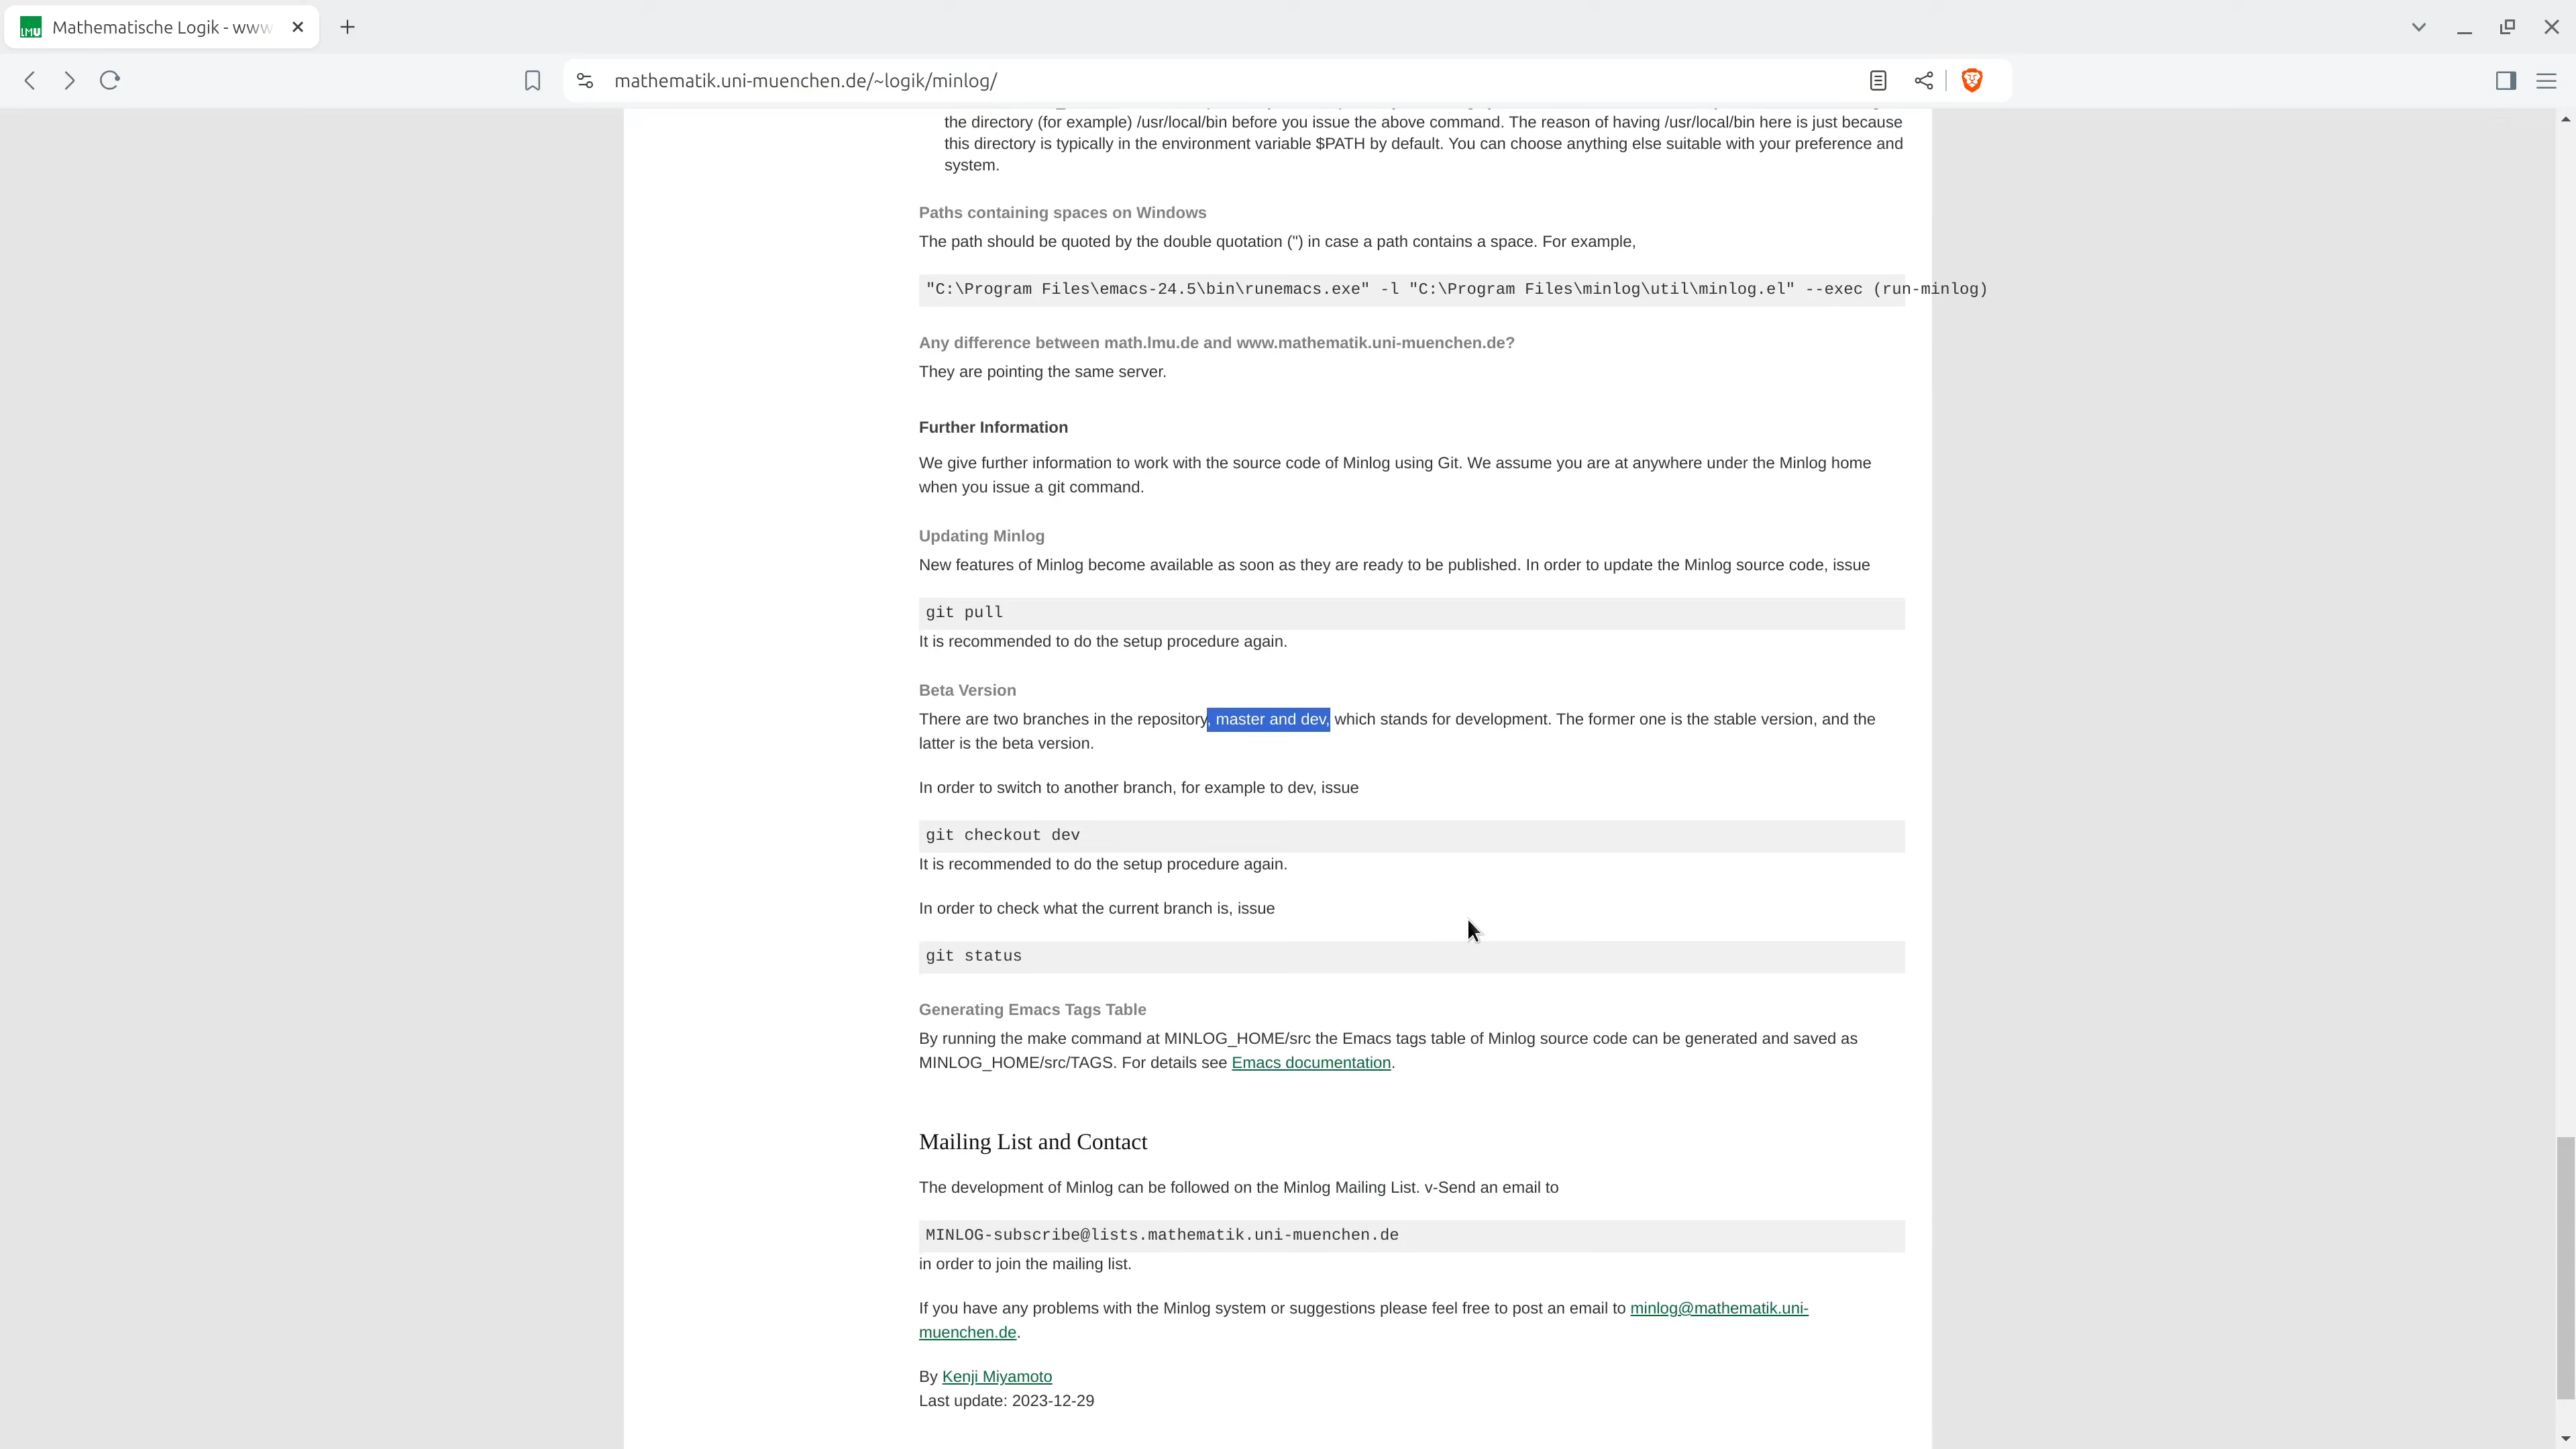 Mathematische Logik - www
mathematik.uni-muenchen.de/~logik/minlog/
the directory (for example) /usr/local/bin before you issue the above command. The reason of having /usr/local/bin here is just because
this directory is typically in the environment variable $PATH by default. You can choose anything else suitable with your preference and
system.
Paths containing spaces on Windows
The path should be quoted by the double quotation (") in case a path contains a space. For example,
"C:\Program Files\emacs-24.5\bin\runemacs.exe" -l "C:\Program Files\minlog\util\minlog.el" --exec (run-minlog)
Any difference between math.lmu.de and www.mathematik.uni-muenchen.de?
They are pointing the same server.
Further Information
We give further information to work with the source code of Minlog using Git. We assume you are at anywhere under the Minlog home
when you issue a git command.
Updating Minlog
New features of Minlog become available as soon as they are ready to be published. In order to update the Minlog source code, issue
git pull
It is recommended to do the setup procedure again.
Beta Version
There are two branches in the repository, master and dev, which stands for development. The former one is the stable version, and the
latter is the beta version.
In order to switch to another branch, for example to dev, issue
git checkout dev
It is recommended to do the setup procedure again.
In order to check what the current branch is, issue
git status
Generating Emacs Tags Table
By running the make command at MINLOG_HOME/src the Emacs tags table of Minlog source code can be generated and saved as
MINLOG_HOME/src/TAGS. For details see Emacs documentation.
Mailing List and Contact
The development of Minlog can be followed on the Minlog Mailing List. v-Send an email to
MINLOG-subscribe@lists.mathematik.uni-muenchen.de
in order to join the mailing list.
If you have any problems with the Minlog system or suggestions please feel free to post an email to minlog@mathematik.uni-
muenchen.de.
By Kenji Miyamoto
Last update: 2023-12-29